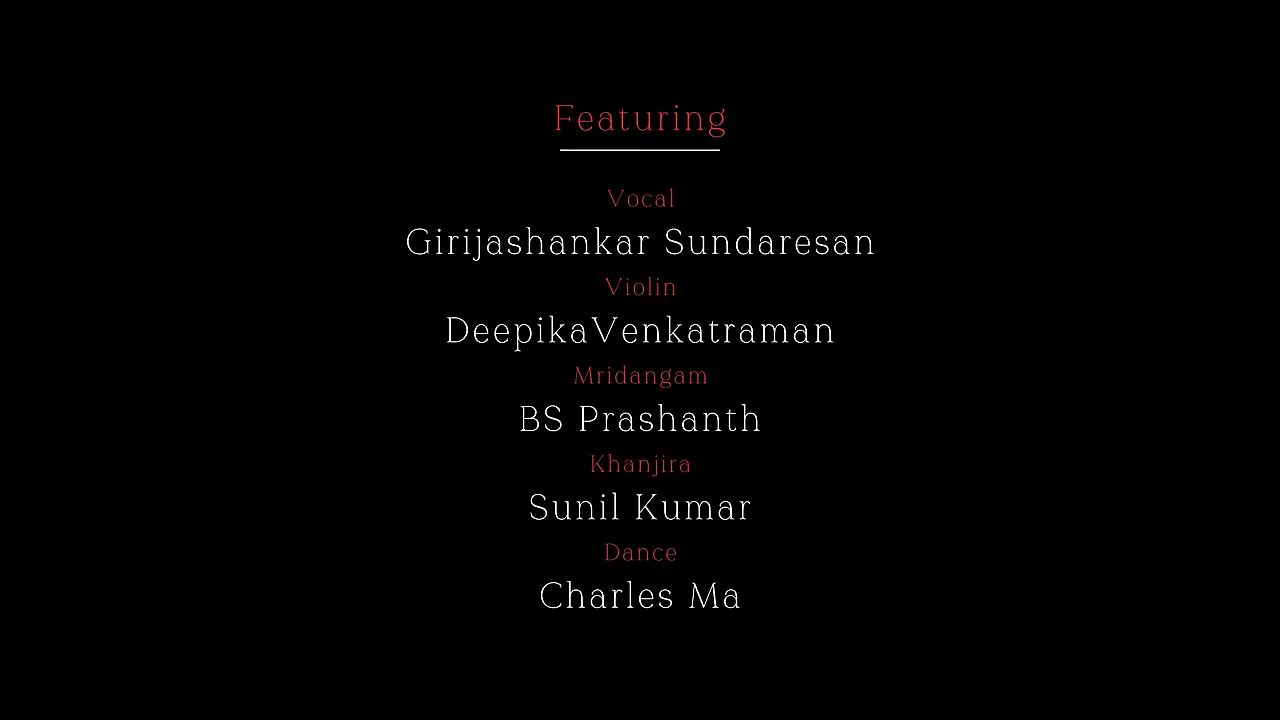 Featuring
Vocal
Girijashankar Sundaresan
Violin
DeepikaVenkatraman
Mridangam
BS Prashanth
Khanjira
Sunil Kumar
Dance
Charles Ma